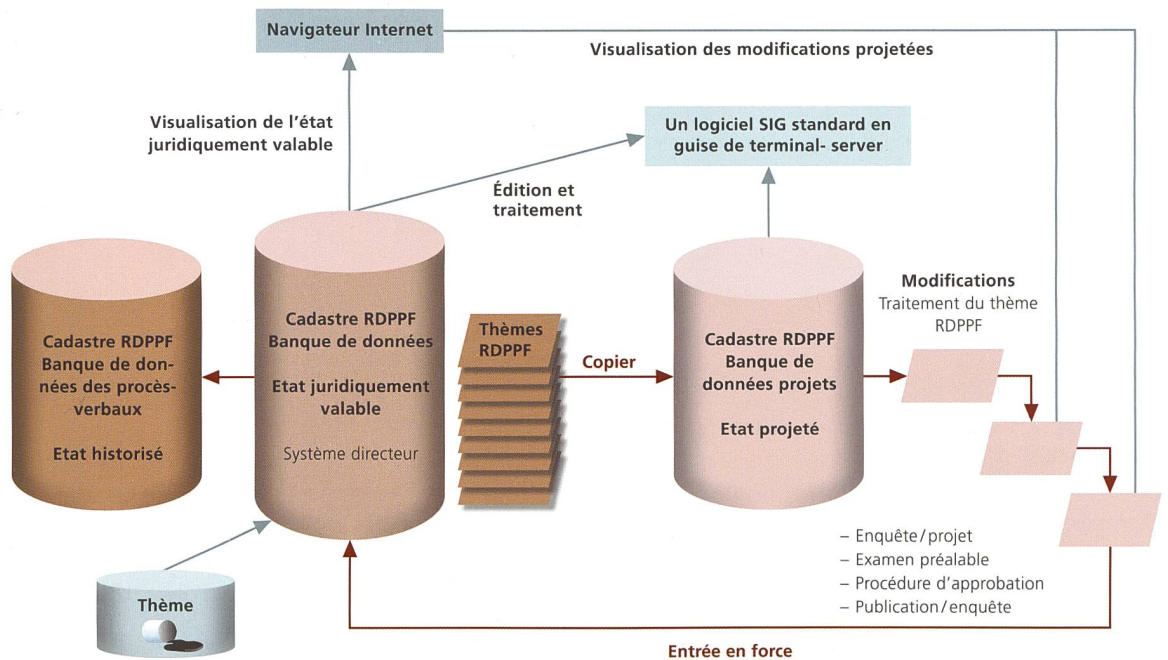 Navigateur Internet
Visualisation des modifications projetées
Visualisation de l'état
juridiquement valable
Un logiciel SIG standard en
guise de terminal- server
Édition et
traitement
Cadastre RDPPF
Banque de don-
nées des procès-
verbaux
Etat historisé
Cadastre RDPPF
Banque de données
Etat juridiquement
valable
Système directeur
Thèmes
RDPPF
Copier
Cadastre RDPPF
Banque de
données projets
Etat projeté
Modifications
Traitement du thème
RDPPF
– Enquête/projet
– Examen préalable
– Procédure d'approbation
– Publication/enquête
Thème
Entrée en force